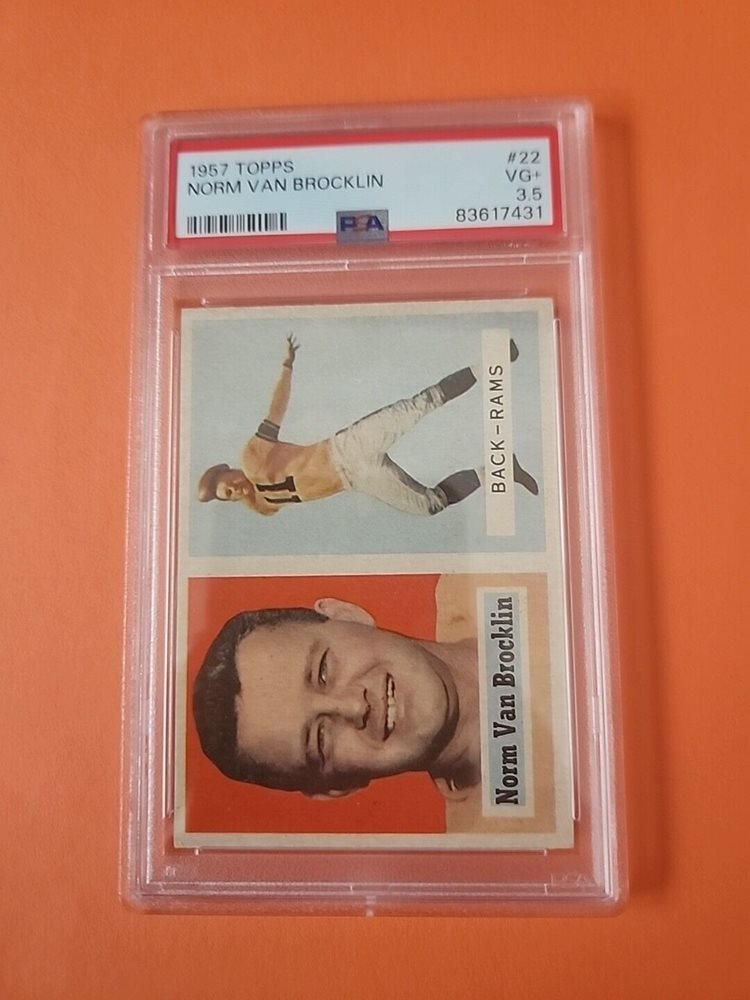 1957 TOPPS
#22
NORM VAN BROCKLIN
VG+
3.5
PSA
83617431
11
BACK-RAMS
Norm Van Brocklin